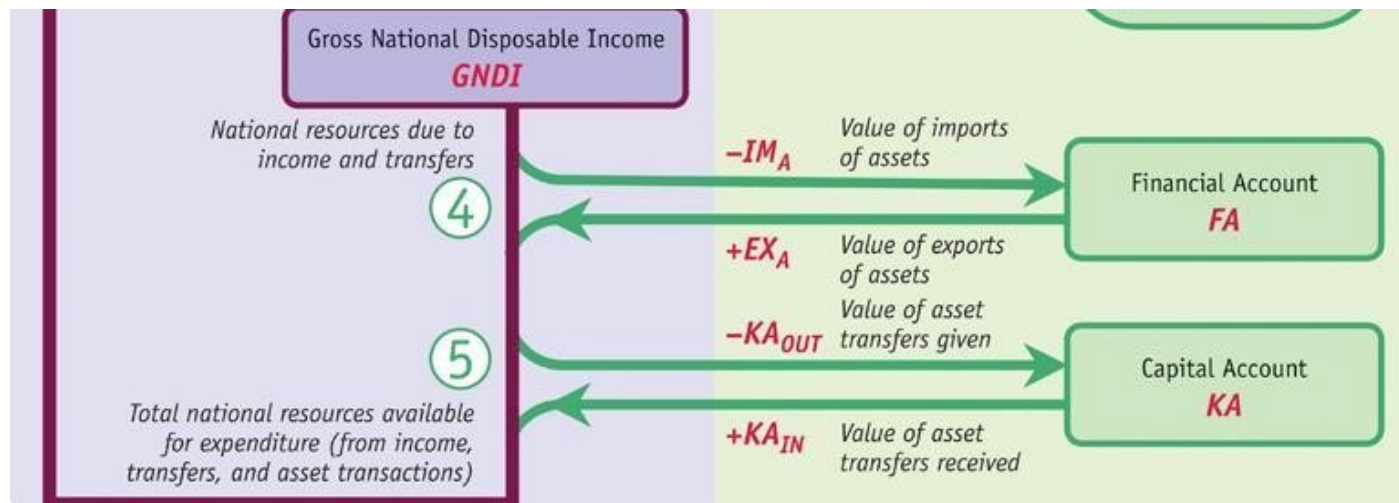 Gross National Disposable Income
GNDI
National resources due to
income and transfers
4
–IMA
Value of imports
of assets
Financial Account
FA
+EXA
Value of exports
of assets
5
–KAOUT
Value of asset
transfers given
Capital Account
KA
Total national resources available
for expenditure (from income,
transfers, and asset transactions)
+KAIN
Value of asset
transfers received